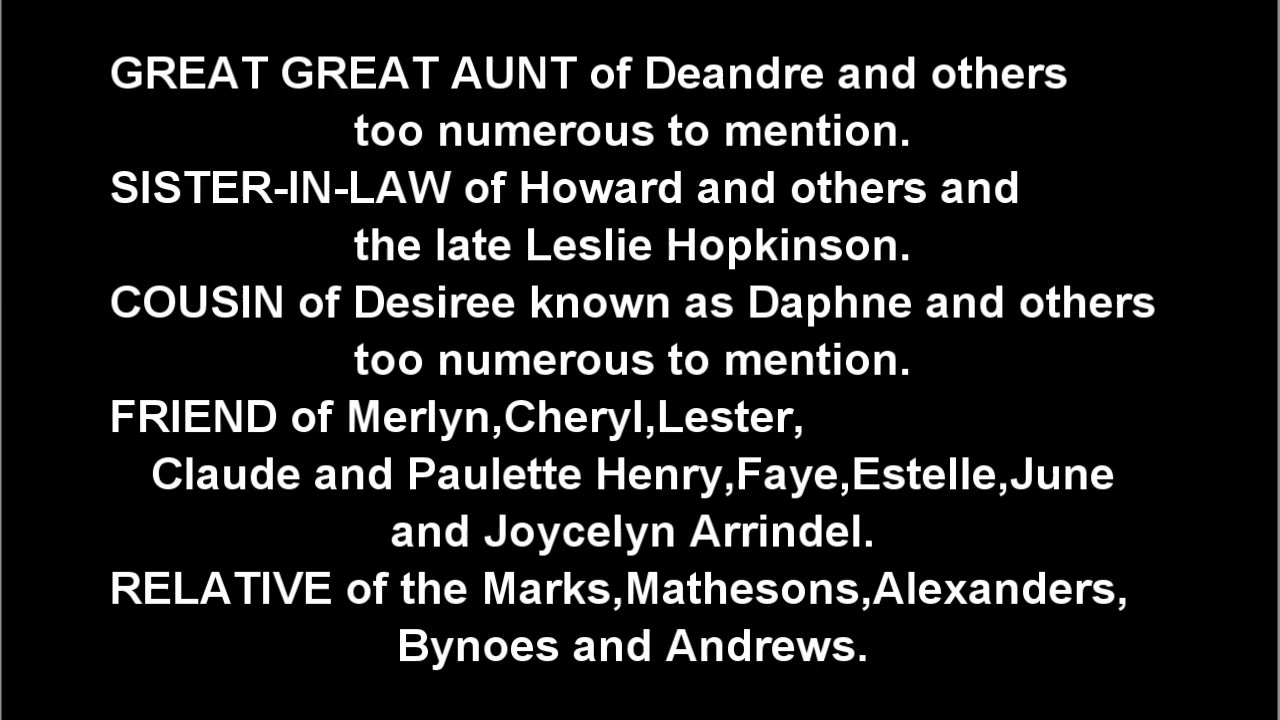 GREAT GREAT AUNT of Deandre and others
too numerous to mention.
SISTER-IN-LAW of Howard and others and
the late Leslie Hopkinson.
COUSIN of Desiree known as Daphne and others
too numerous to mention.
FRIEND of Merlyn,Cheryl,Lester,
Claude and Paulette Henry,Faye,Estelle,June
and Joycelyn Arrindel.
RELATIVE of the Marks,Mathesons,Alexanders,
Bynoes and Andrews.